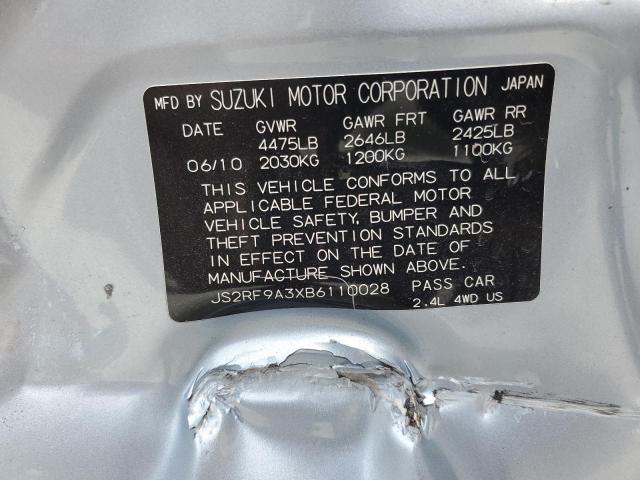 MFD BY SUZUKI MOTOR CORPORATION JAPAN
DATE GVWR GAWR FRT GAWR RR
4475LB 2646LB 2425LB
06/10 2030KG 1200KG 1100KG
THIS VEHICLE CONFORMS TO ALL
APPLICABLE FEDERAL MOTOR
VEHICLE SAFETY, BUMPER AND
THEFT PREVENTION STANDARDS
IN EFFECT ON THE DATE OF
MANUFACTURE SHOWN ABOVE.
JS2RF9A3XB6110028 PASS CAR
2.4L 4WD US